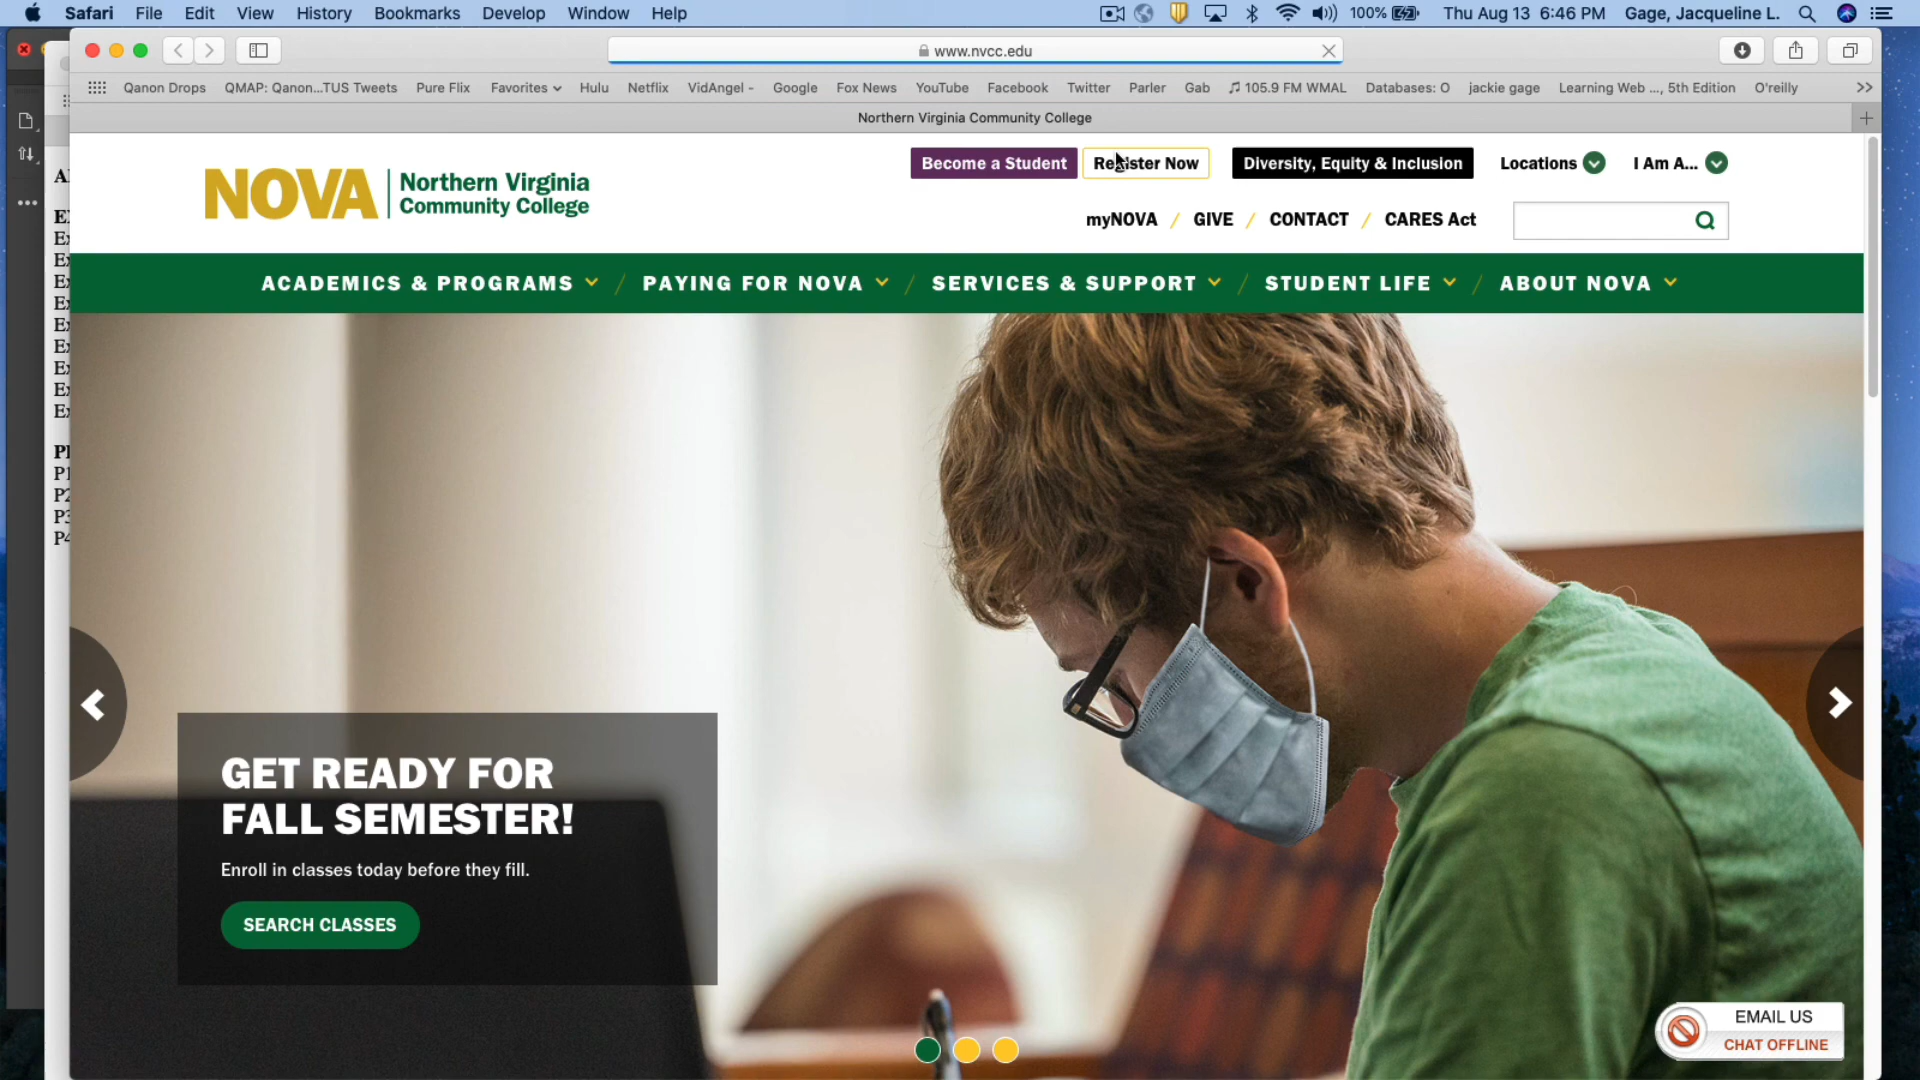 Safari File Edit View History Bookmarks Develop Window Help 100% Thu Aug 13 6:46 PM Gage, Jacqueline L.
www.nvcc.edu
Qanon Drops QMAP: Qanon...TUS Tweets Pure Flix Favorites Hulu Netflix VidAngel - Google Fox News YouTube Facebook Twitter Parler Gab 105.9 FM WMAL Databases: O jackie gage Learning Web ..., 5th Edition O'reilly >>
Northern Virginia Community College
Become a Student Register Now Diversity, Equity & Inclusion Locations I Am A...
NOVA Northern Virginia
Community College
myNOVA / GIVE / CONTACT / CARES Act
ACADEMICS & PROGRAMS / PAYING FOR NOVA / SERVICES & SUPPORT / STUDENT LIFE / ABOUT NOVA
GET READY FOR
FALL SEMESTER!
Enroll in classes today before they fill.
SEARCH CLASSES
EMAIL US
CHAT OFFLINE